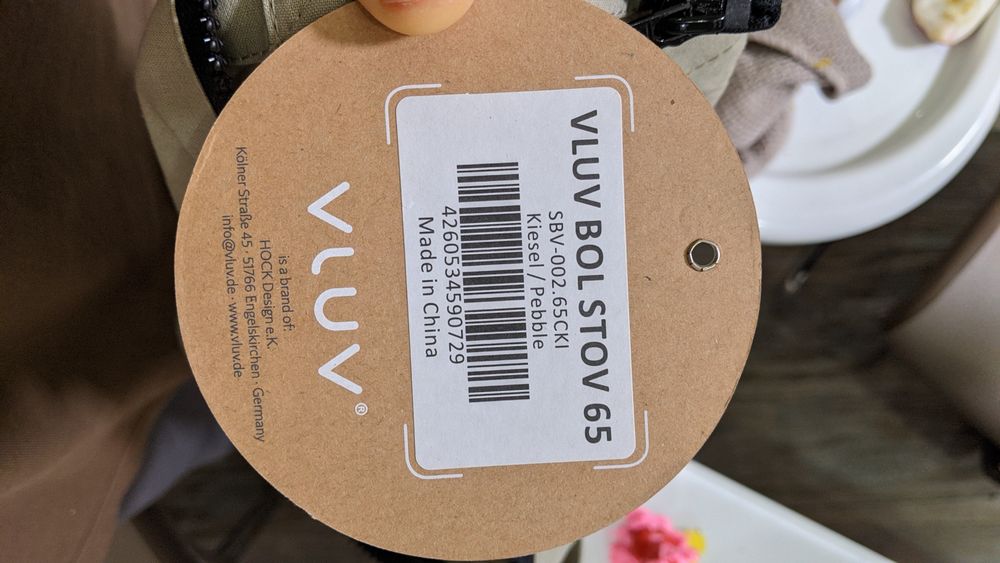 VLUV BOL STOV 65
SBV-002.65CKI
Kiesel / Pebble
4260534590729
Made in China
VLUV®
is a brand of:
HOCK Design e.K.
Kölner Straße 45 · 51766 Engelskirchen · Germany
info@vluv.de · www.vluv.de